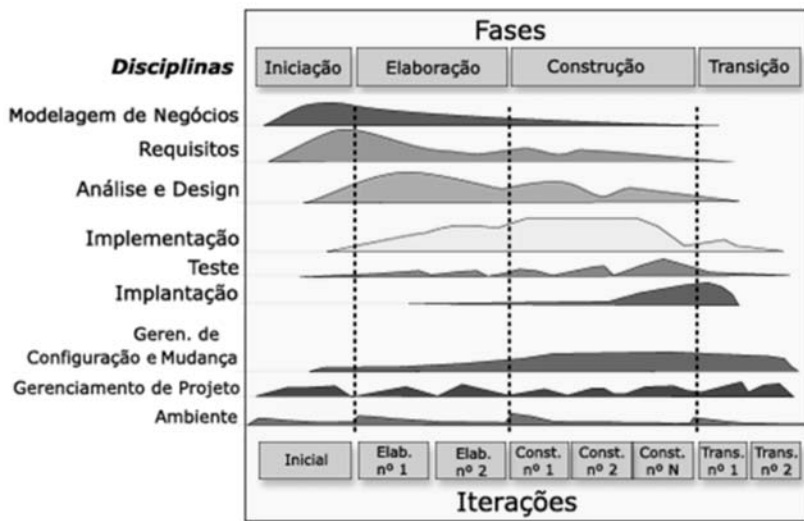 Fases
Disciplinas
Iniciação Elaboração Construção Transição
Modelagem de Negócios
Requisitos
Análise e Design
Implementação
Teste
Implantação
Geren. de
Configuração e Mudança
Gerenciamento de Projeto
Ambiente
Inicial
Elab.
nº 1
Elab.
nº 2
Const.
nº 1
Const.
nº 2
Const.
nº N
Trans.
nº 1
Trans.
nº 2
Iterações